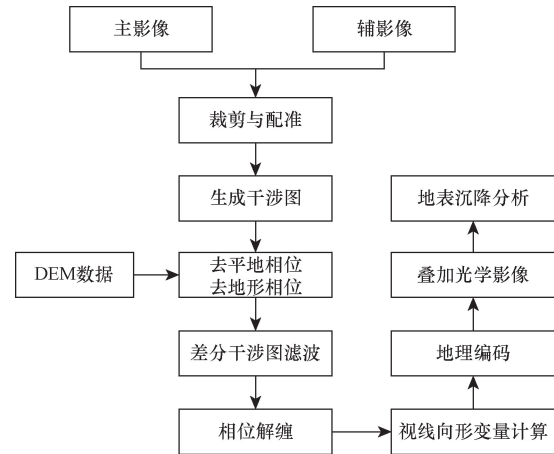 主影像
辅影像
裁剪与配准
生成干涉图
地表沉降分析
DEM数据
去平地相位
去地形相位
叠加光学影像
差分干涉图滤波
地理编码
相位解缠
视线向形变量计算